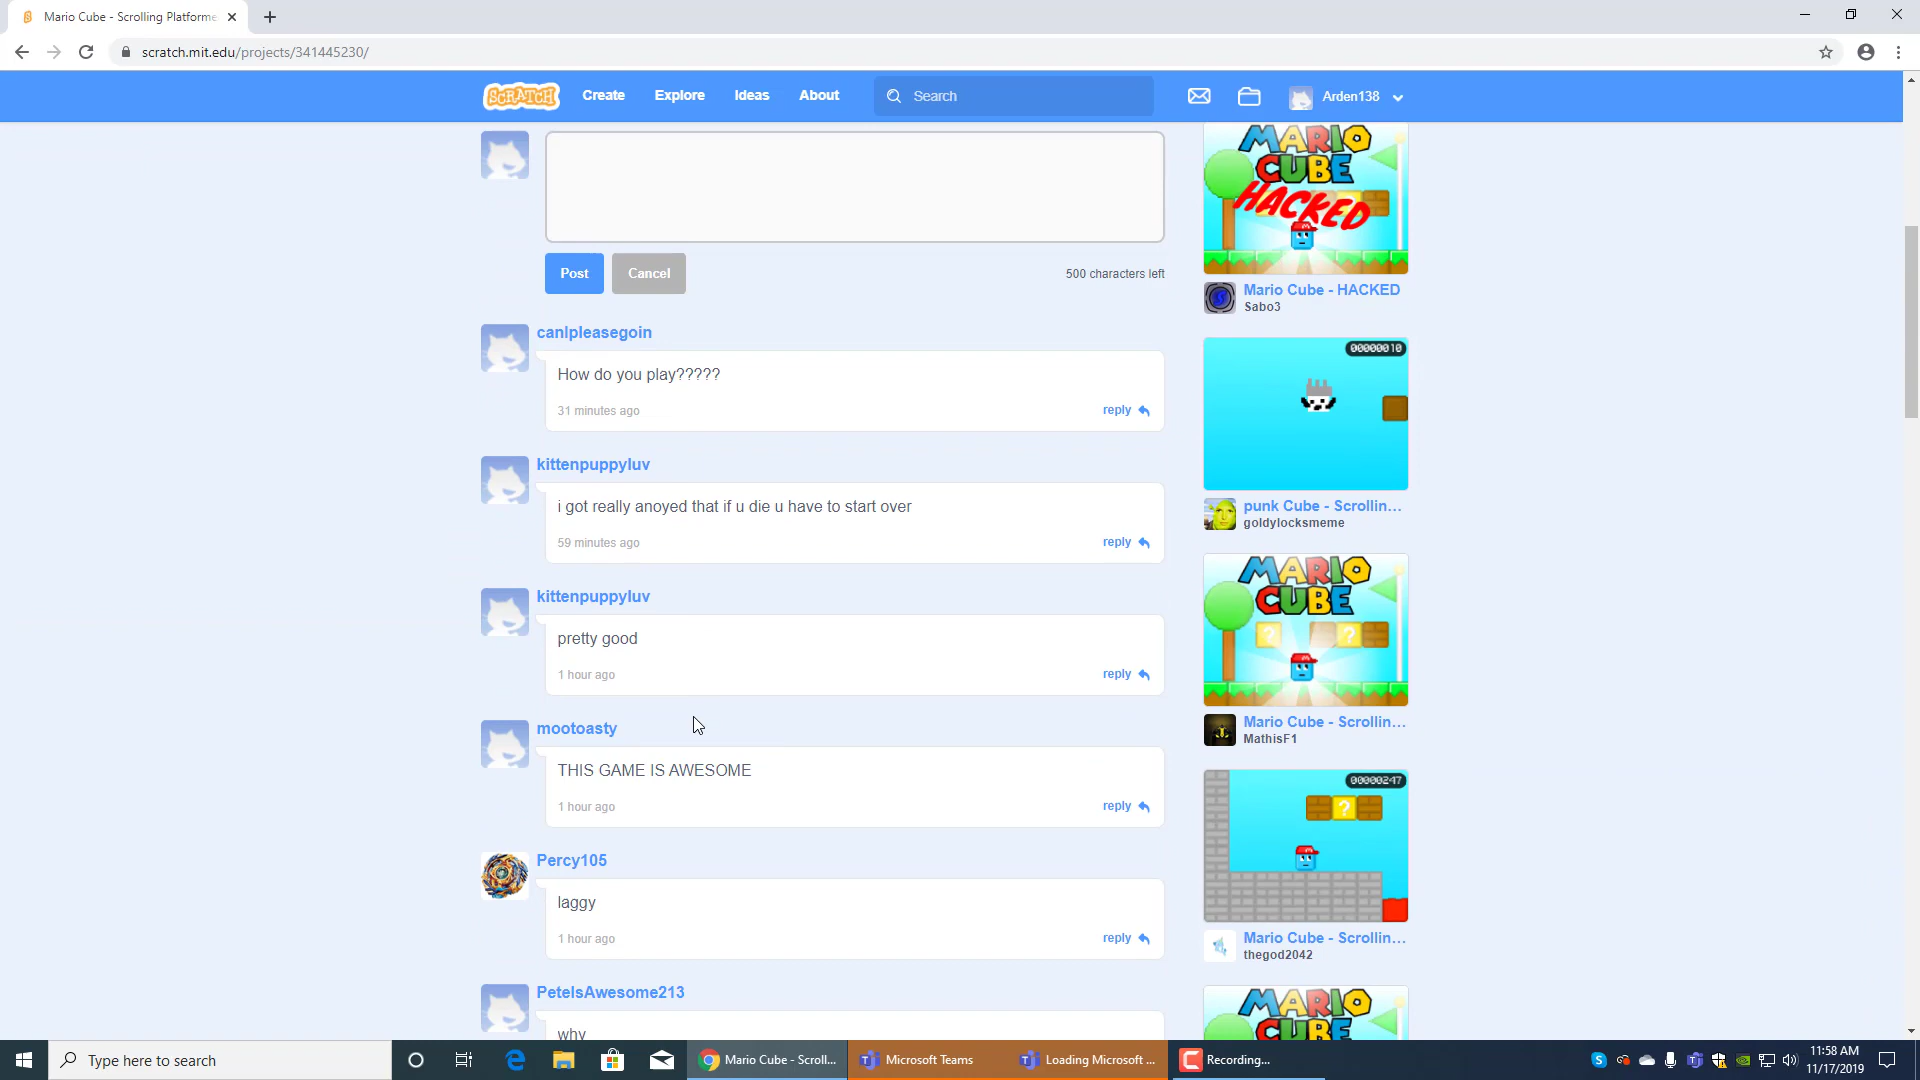 Mario Cube - Scrolling Platforme
scratch.mit.edu/projects/341445230/
SCRATCH
Create
Explore
Ideas
About
Search
Arden138
Post
Cancel
500 characters left
canIpleasegoin
How do you play?????
31 minutes ago
reply
kittenpuppyluv
i got really anoyed that if u die u have to start over
59 minutes ago
reply
kittenpuppyluv
pretty good
1 hour ago
reply
mootoasty
THIS GAME IS AWESOME
1 hour ago
reply
Percy105
laggy
1 hour ago
reply
PeteIsAwesome213
why
MARIO
CUBE
HACKED
Mario Cube - HACKED
Sabo3
00000010
punk Cube - Scrollin...
goldylocksmeme
MARIO
CUBE
? ?
Mario Cube - Scrollin...
MathisF1
00000247
?
Mario Cube - Scrollin...
thegod2042
MARIO
CUBE
Type here to search
Mario Cube - Scroll...
Microsoft Teams
Loading Microsoft ...
Recording...
11:58 AM
11/17/2019